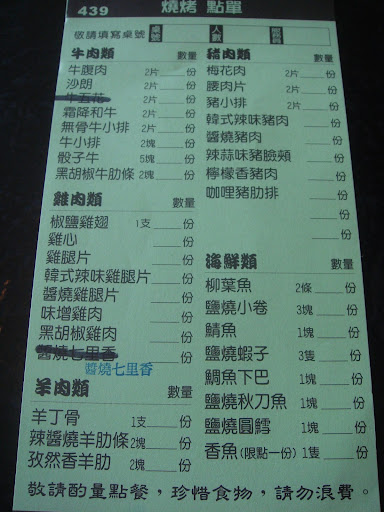 439 燒烤 點單
敬請填寫桌號 桌號 人數
牛肉類 數量
牛腹肉 2片 份
沙朗 2片 份
牛五花 2片 份
霜降和牛 2片 份
無骨牛小排 2片 份
牛小排 2塊 份
骰子牛 5塊 份
黑胡椒牛肋條 2塊 份
雞肉類 數量
椒鹽雞翅 1支 份
雞心 份
雞腿片 份
韓式辣味雞腿片 份
醬燒雞腿片 份
味增雞肉 份
黑胡椒雞肉 份
醬燒七里香 份
醬燒七里香
羊肉類 數量
羊丁骨 1支 份
辣醬燒羊肋條 2塊 份
孜然香羊肋 2塊 份
豬肉類 數量
梅花肉 2片 份
腰肉片 2片 份
豬小排 2片 份
韓式辣味豬肉 份
醬燒豬肉 份
辣蒜味豬臉頰 份
檸檬香豬肉 份
咖哩豬肋排 份
份
份
海鮮類 數量
柳葉魚 2條 份
鹽燒小卷 3塊 份
鯖魚 1塊 份
鹽燒蝦子 3隻 份
鯛魚下巴 1塊 份
鹽燒秋刀魚 1塊 份
鹽燒圓鱈 1塊 份
香魚(限點一份) 1隻 份
敬請酌量點餐，珍惜食物，請勿浪費。